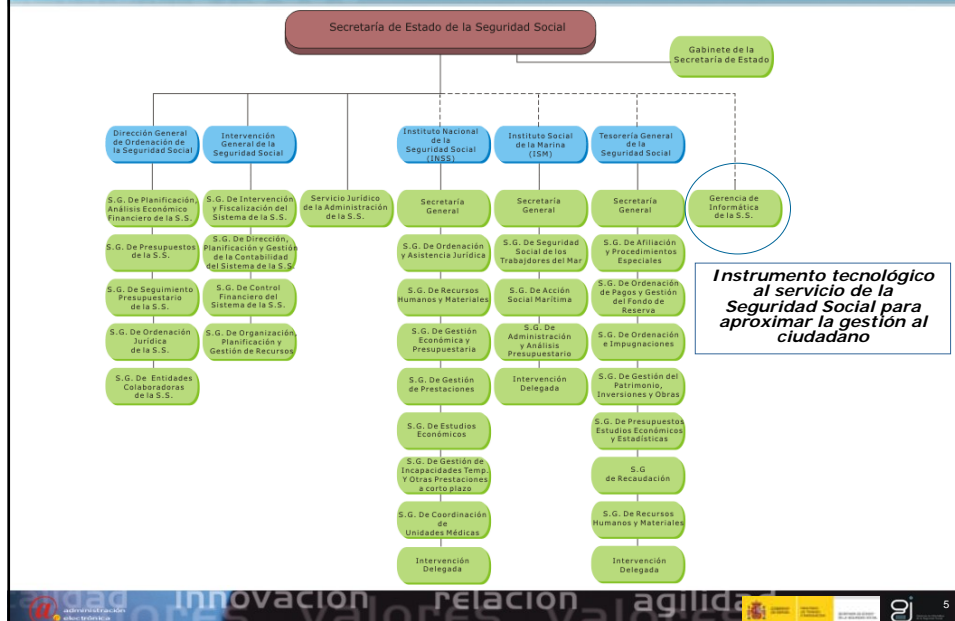 Secretaría de Estado de la Seguridad Social
Gabinete de la
Secretaría de Estado
Dirección General
de Ordenación de
la Seguridad Social
Intervención
General de la
Seguridad Social
Instituto Nacional
de la
Seguridad Social
(INSS)
Instituto Social
de la Marina
(ISM)
Tesorería General
de la
Seguridad Social
S.G. De Planificación,
Análisis Económico
Financiero de la S.S.
S.G. De Presupuestos
de la S.S.
S.G. De Seguimiento
Presupuestario
de la S.S.
S.G. De Ordenación
Jurídica
de la S.S.
S.G. De Entidades
Colaboradoras
de la S.S.
S.G. De Intervención
y Fiscalización del
Sistema de la S.S.
S.G. De Dirección,
Planificación y Gestión
de la Contabilidad
del Sistema de la S.S.
S.G. De Control
Financiero del
Sistema de la S.S.
S.G. De Organización,
Planificación y
Gestión de Recursos
Servicio Jurídico
de la Administración
de la S.S.
Secretaría
General
S.G. De Ordenación
y Asistencia Jurídica
S.G. De Recursos
Humanos y Materiales
S.G. De Gestión
Económica y
Presupuestaria
S.G. De Gestión
de Prestaciones
S.G. De Estudios
Económicos
S.G. De Gestión de
Incapacidades Temp.
Y Otras Prestaciones
a corto plazo
S.G. De Coordinación
de
Unidades Médicas
Intervención
Delegada
Secretaría
General
S.G. De Seguridad
Social de los
Trabajdores del Mar
S.G. De Acción
Social Marítima
S.G. De
Administración
y Análisis
Presupuestario
Intervención
Delegada
Secretaría
General
S.G. De Afiliación
y Procedimientos
Especiales
S.G. De Ordenación
de Pagos y Gestión
del Fondo de
Reserva
S.G. De Ordenación
e Impugnaciones
S.G. De Gestión del
Patrimonio,
Inversiones y Obras
S.G. De Presupuestos
Estudios Económicos
y Estadísticas
S.G
de Recaudación
S.G. De Recursos
Humanos y Materiales
Intervención
Delegada
Gerencia de
Informática
de la S.S.
Instrumento tecnológico
al servicio de la
Seguridad Social para
aproximar la gestión al
ciudadano
innovación relación agilidad
administración
electrónica
5